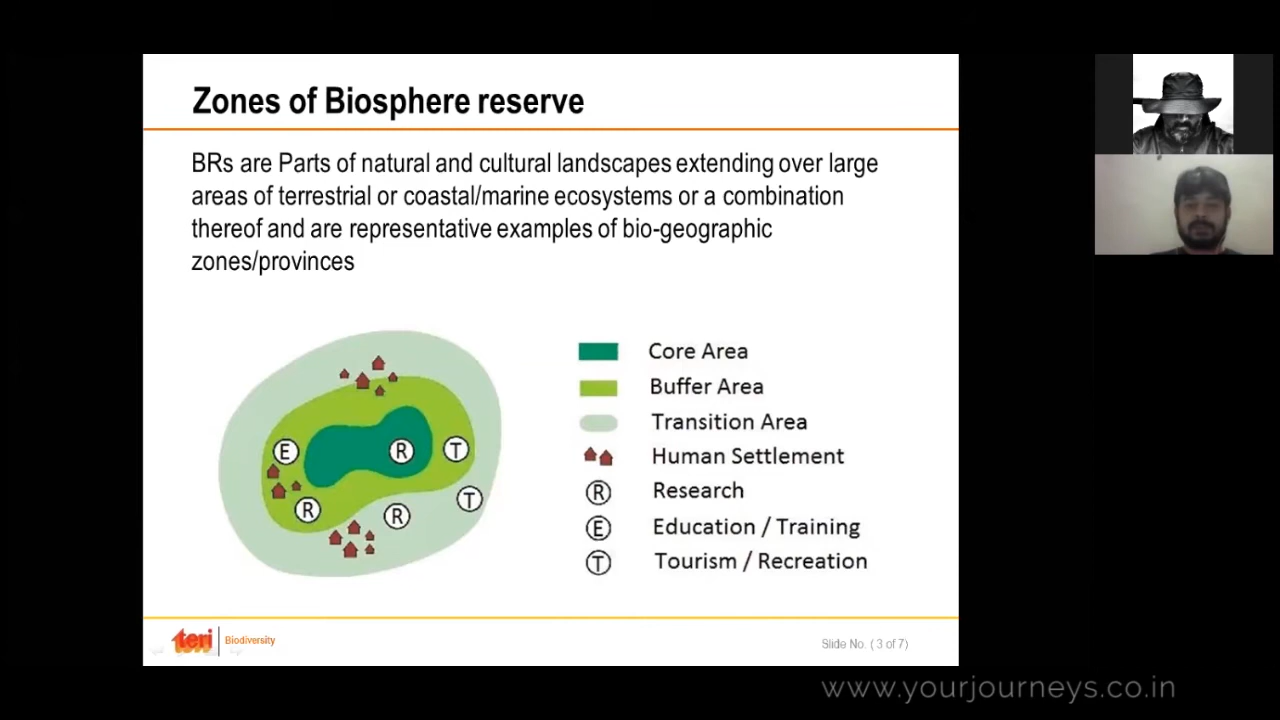 Zones of Biosphere reserve
BRs are Parts of natural and cultural landscapes extending over large
areas of terrestrial or coastal/marine ecosystems or a combination
thereof and are representative examples of bio-geographic
zones/provinces
Core Area
Buffer Area
Transition Area
Human Settlement
R Research
E Education / Training
T Tourism / Recreation
E
R
T
R
R
T
teri Biodiversity
Slide No. ( 3 of 7)
www.yourjourneys.co.in